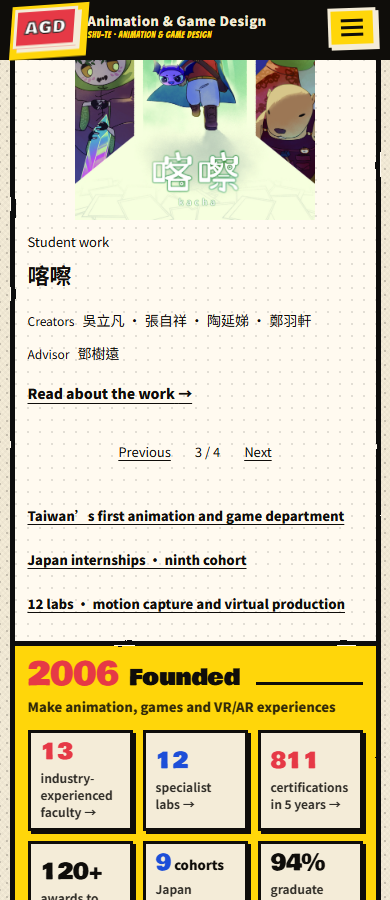 AGD
Animation & Game Design
SHU-TE • ANIMATION & GAME DESIGN
喀嚓
kacha
Student work
喀嚓
Creators 吳立凡 • 張自祥 • 陶延娣 • 鄭羽軒
Advisor 鄧樹遠
Read about the work →
Previous 3 / 4 Next
Taiwan’s first animation and game department
Japan internships • ninth cohort
12 labs • motion capture and virtual production
2006 Founded
Make animation, games and VR/AR experiences
13
industry-
experienced
faculty →
12
specialist
labs →
811
certifications
in 5 years →
120+
awards to
9 cohorts
Japan
94%
graduate